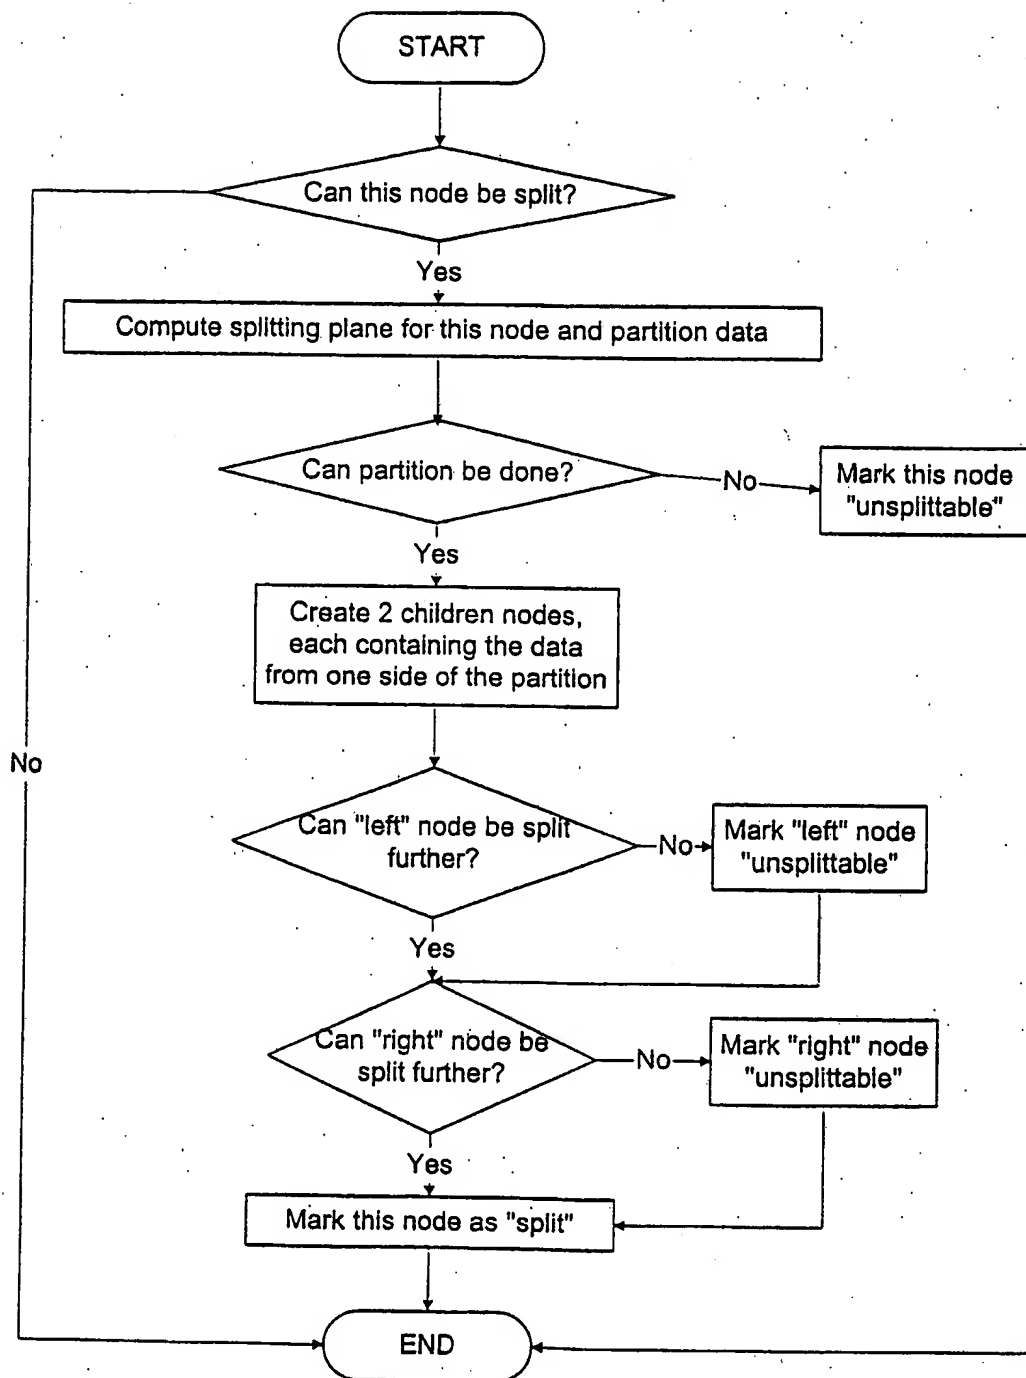 START
Can this node be split?
Yes
Compute splitting plane for this node and partition data
Can partition be done?
No
Mark this node
"unsplittable"
Yes
Create 2 children nodes,
each containing the data
from one side of the partition
No
Can "left" node be split
further?
No
Mark "left" node
"unsplittable"
Yes
Can "right" node be
split further?
No
Mark "right" node
"unsplittable"
Yes
Mark this node as "split"
END